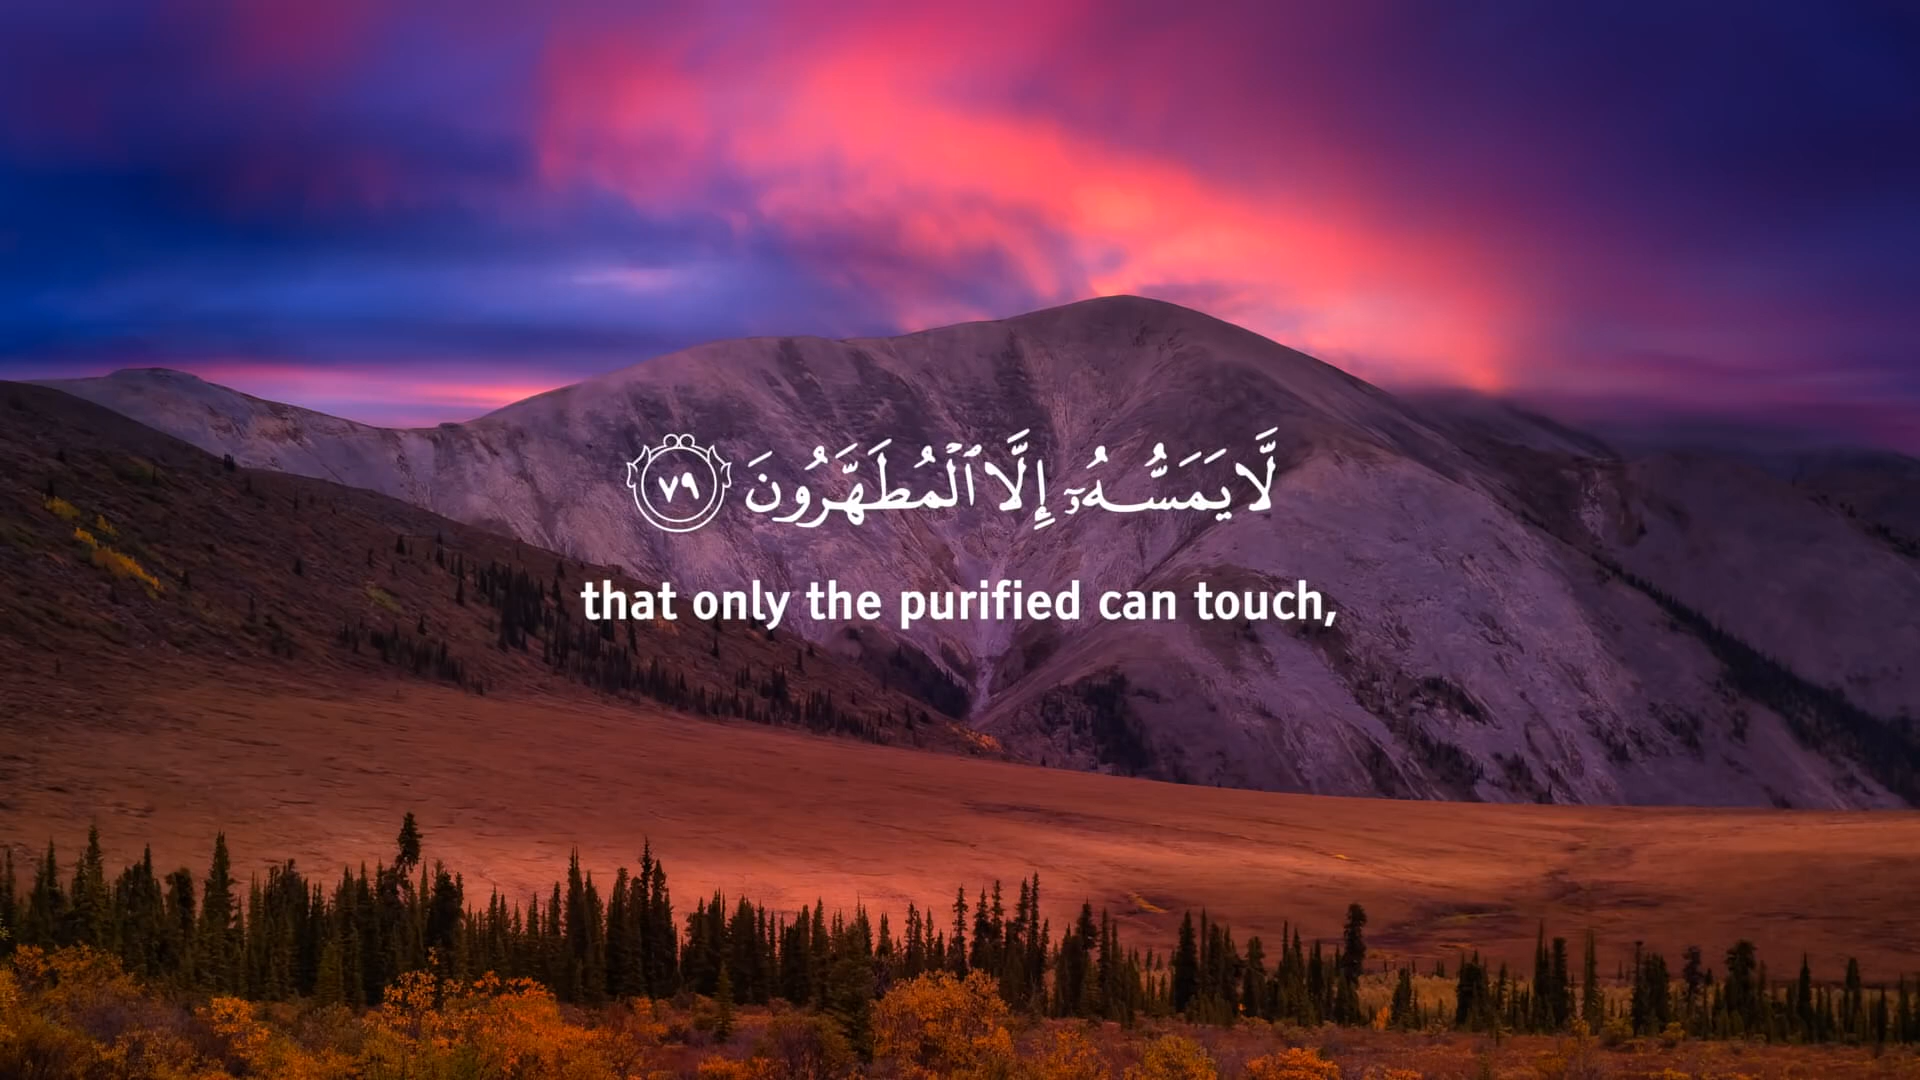 لَّا يَمَسُّهُۥٓ إِلَّا ٱلۡمُطَهَّرُونَ ٧٩
that only the purified can touch,